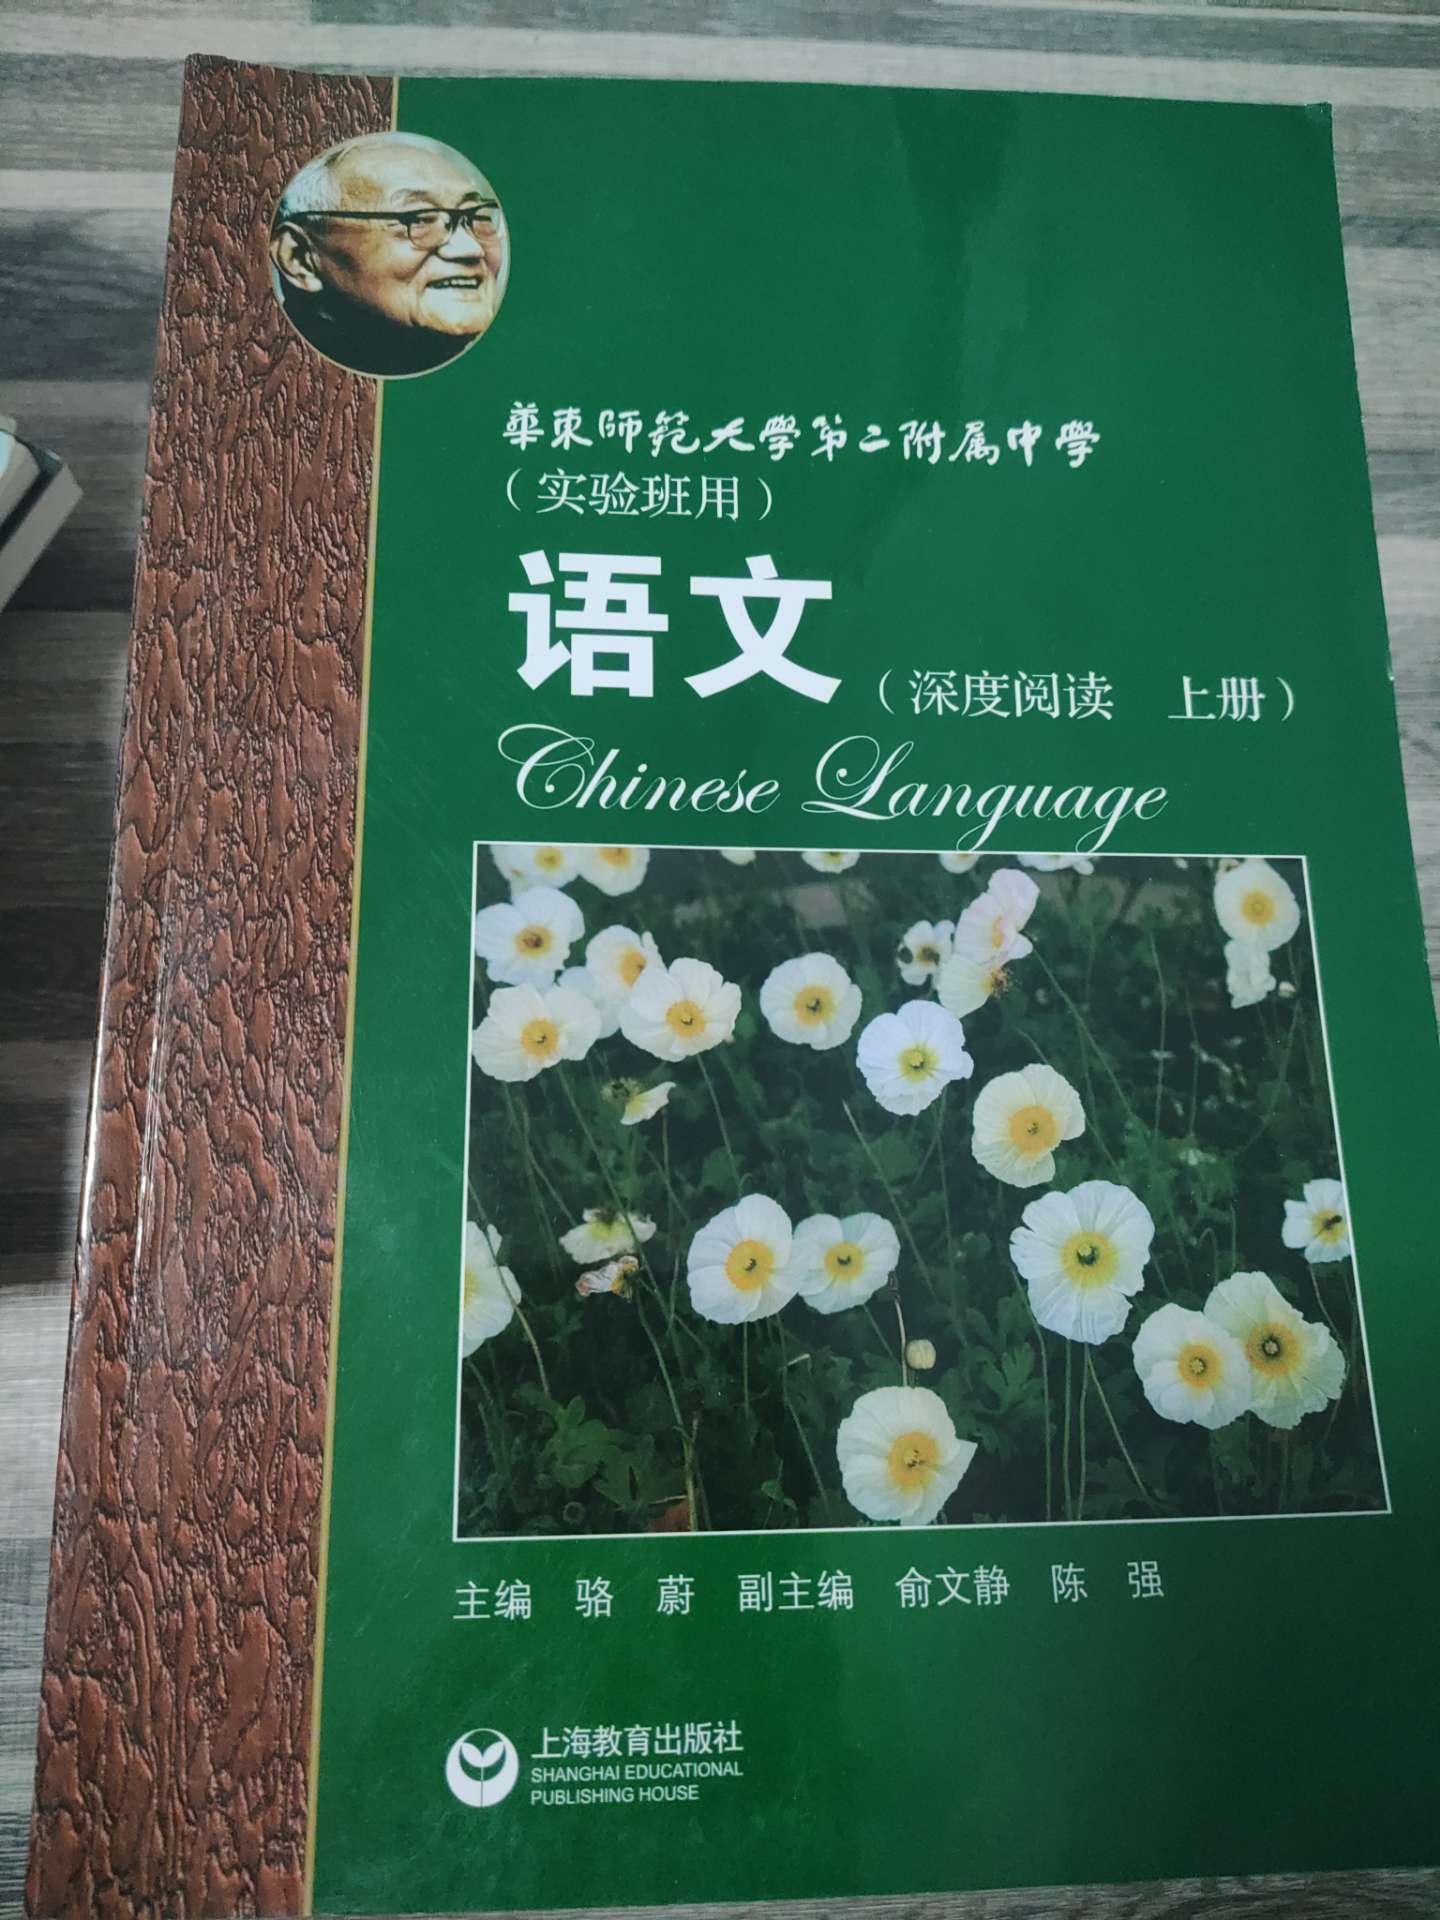 華東師範大學第二附属中學
（实验班用）
语文（深度阅读　上册）
Chinese Language
主编　骆　蔚　副主编　俞文静　陈　强
上海教育出版社
SHANGHAI EDUCATIONAL
PUBLISHING HOUSE